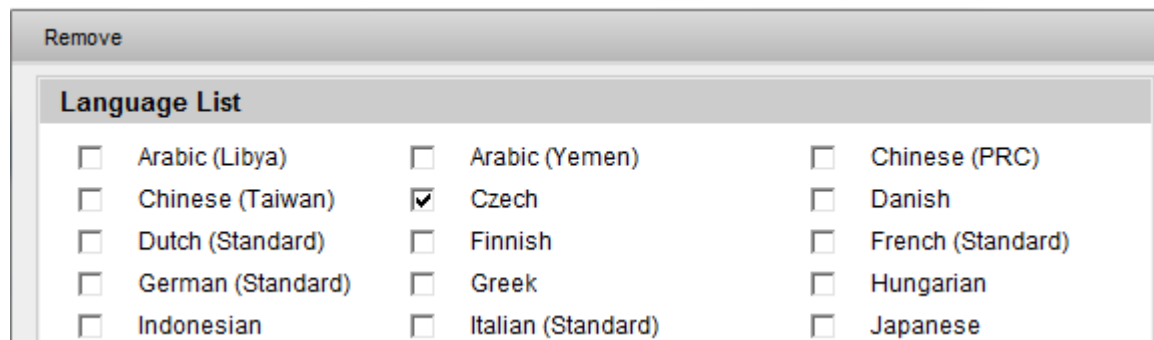 Remove
Language List
Arabic (Libya) Arabic (Yemen) Chinese (PRC)
Chinese (Taiwan) Czech Danish
Dutch (Standard) Finnish French (Standard)
German (Standard) Greek Hungarian
Indonesian Italian (Standard) Japanese